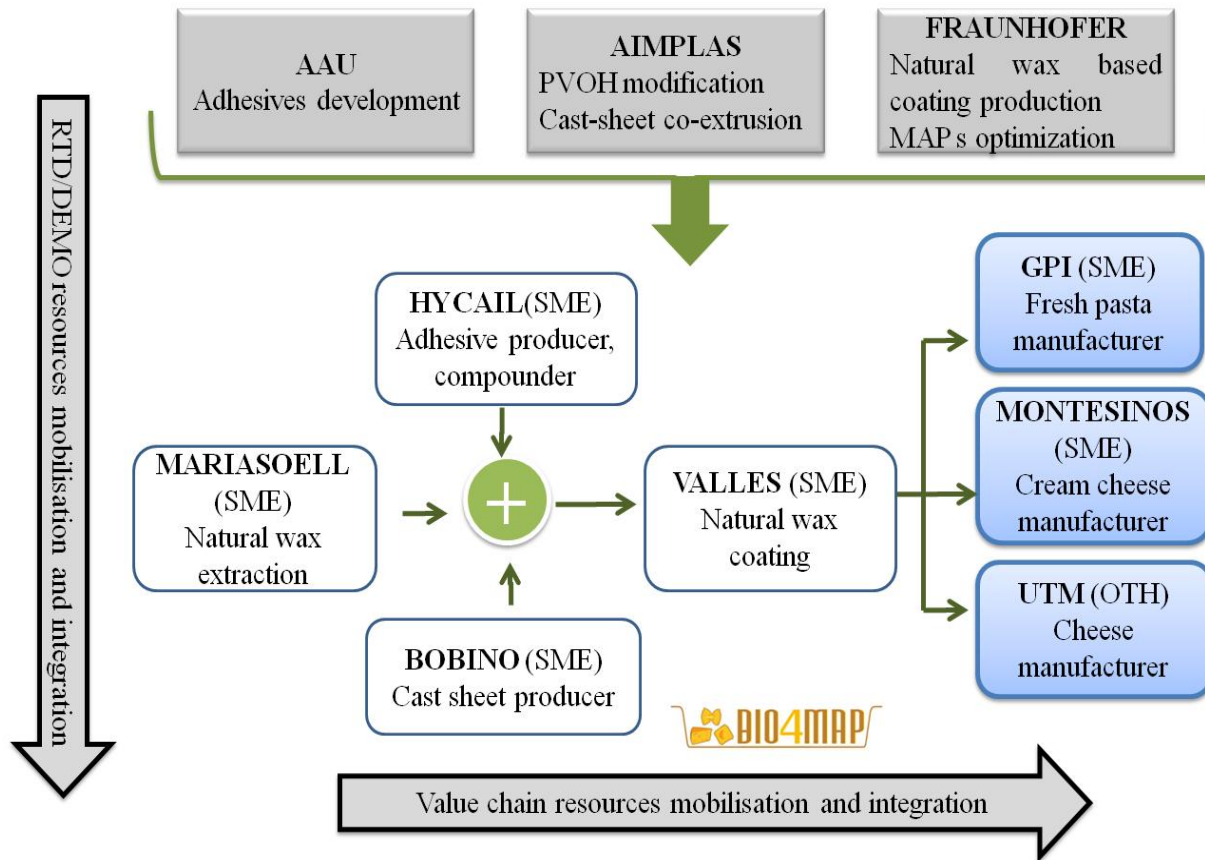 AAU
Adhesives development
AIMPLAS
PVOH modification
Cast-sheet co-extrusion
FRAUNHOFER
Natural wax based
coating production
MAPs optimization
RTD/DEMO resources mobilisation and integration
HYCAIL(SME)
Adhesive producer,
compounder
MARIASOELL
(SME)
Natural wax
extraction
+
BOBINO (SME)
Cast sheet producer
VALLES (SME)
Natural wax
coating
GPI (SME)
Fresh pasta
manufacturer
MONTESINOS
(SME)
Cream cheese
manufacturer
UTM (OTH)
Cheese
manufacturer
BIO4MAP
Value chain resources mobilisation and integration